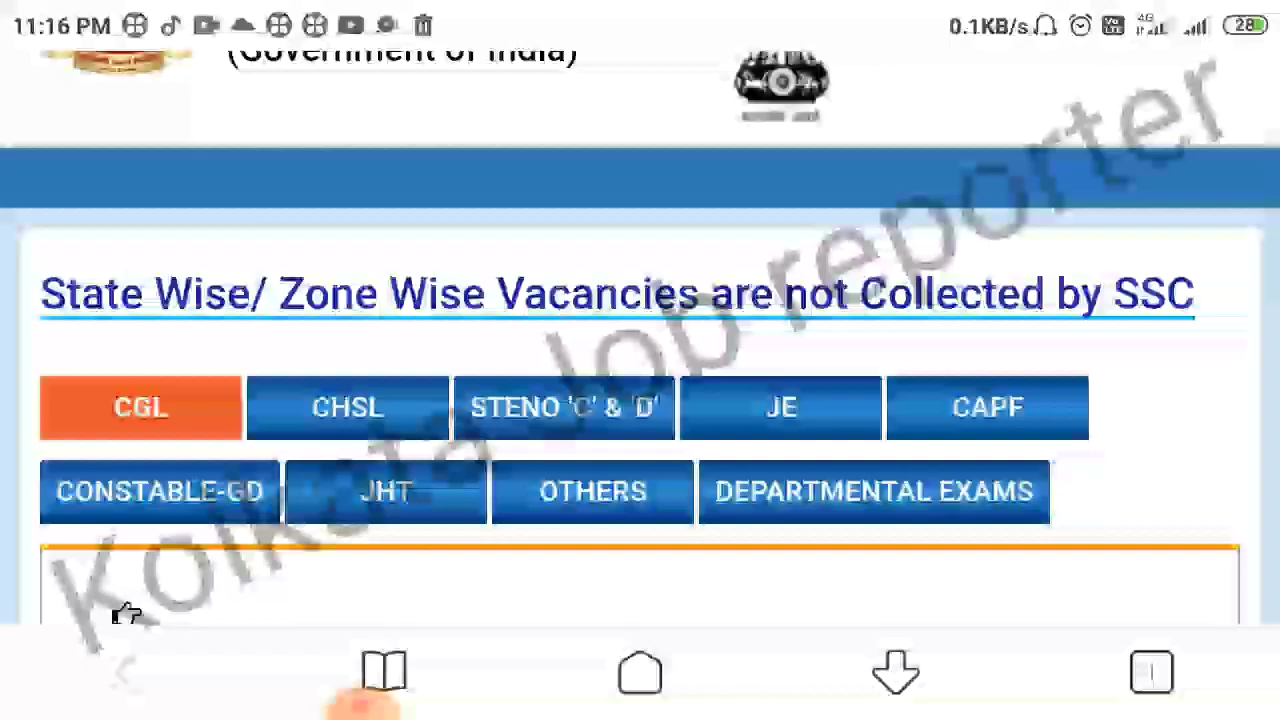 11:16 PM
0.1KB/s
4G
28
(Government of India)
State Wise/ Zone Wise Vacancies are not Collected by SSC
CGL
CHSL
STENO 'C' & 'D'
JE
CAPF
CONSTABLE-GD
JHT
OTHERS
DEPARTMENTAL EXAMS
Kolkata Job reporter